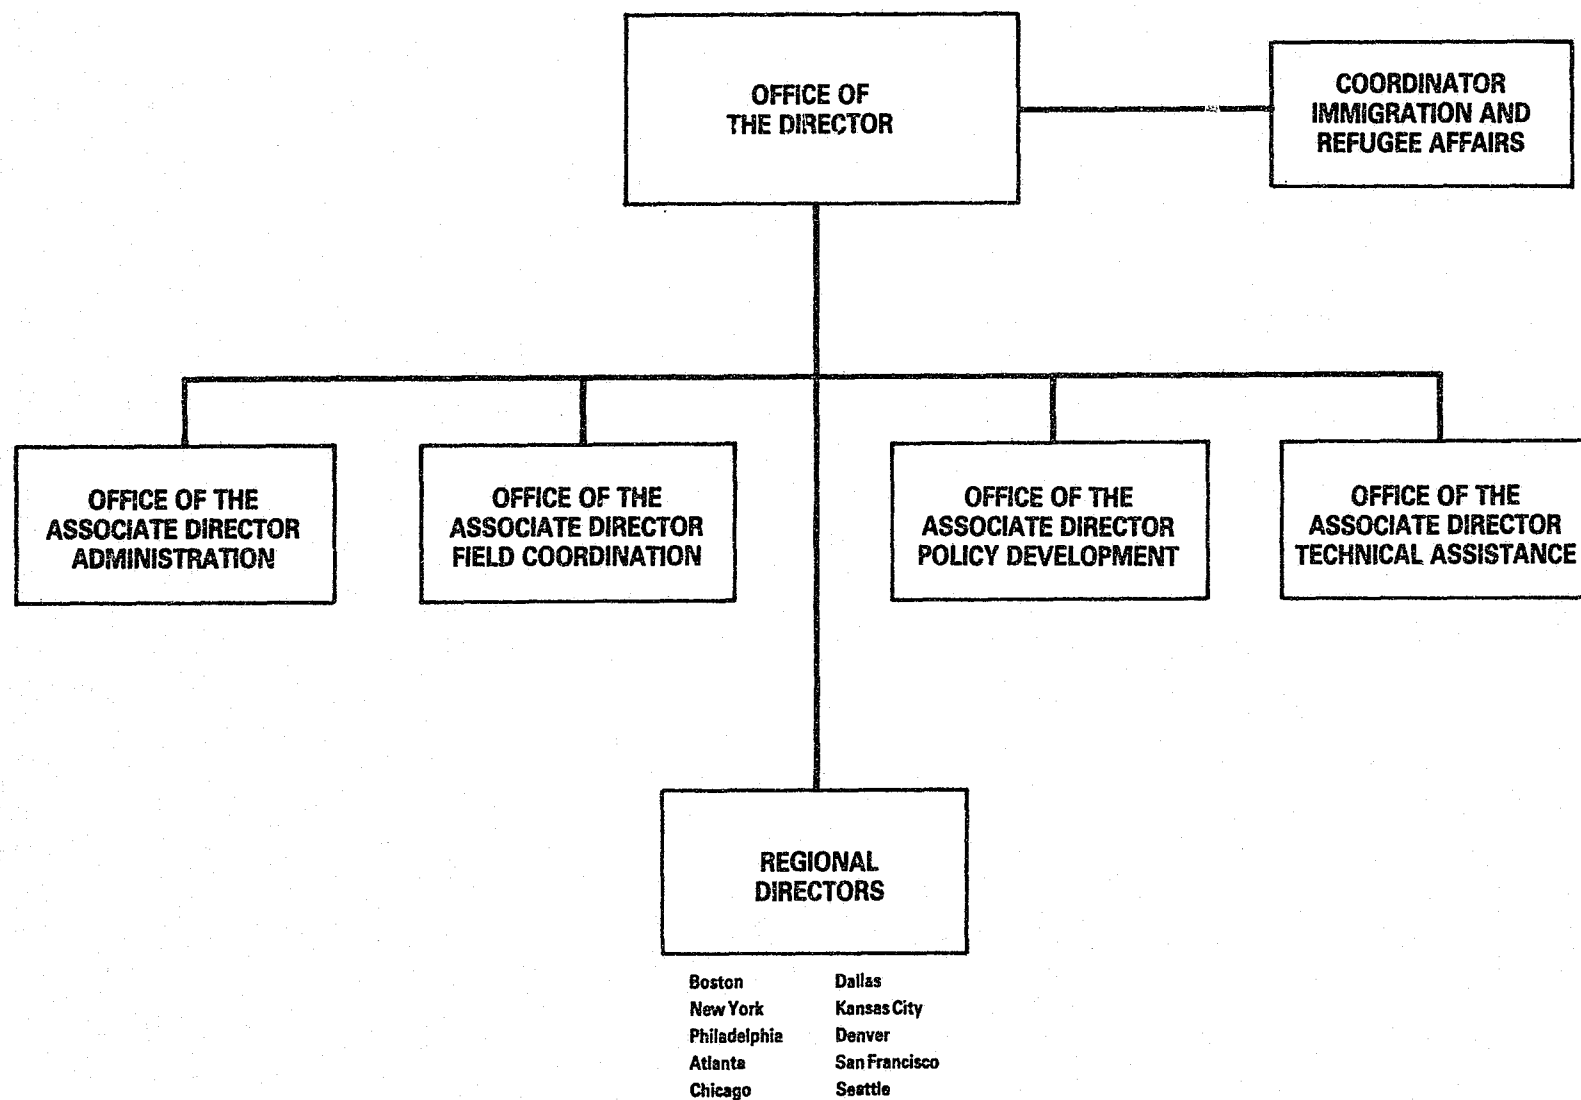 OFFICE OF
THE DIRECTOR
COORDINATOR
IMMIGRATION AND
REFUGEE AFFAIRS
OFFICE OF THE
ASSOCIATE DIRECTOR
ADMINISTRATION
OFFICE OF THE
ASSOCIATE DIRECTOR
FIELD COORDINATION
OFFICE OF THE
ASSOCIATE DIRECTOR
POLICY DEVELOPMENT
OFFICE OF THE
ASSOCIATE DIRECTOR
TECHNICAL ASSISTANCE
REGIONAL
DIRECTORS
Boston
New York
Philadelphia
Atlanta
Chicago
Dallas
Kansas City
Denver
San Francisco
Seattle